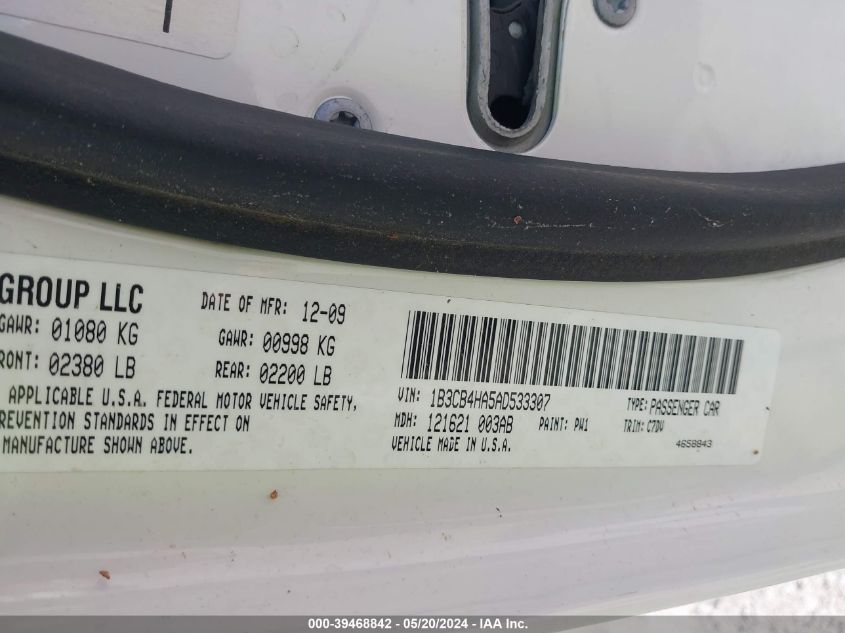 GROUP LLC
DATE OF MFR: 12-09
GAWR: 01080 KG
GAWR: 00998 KG
FRONT: 02380 LB
REAR: 02200 LB
APPLICABLE U.S.A. FEDERAL MOTOR VEHICLE SAFETY,
PREVENTION STANDARDS IN EFFECT ON
MANUFACTURE SHOWN ABOVE.
VIN: 1B3CB4HA5AD533307
TYPE: PASSENGER CAR
MDH: 121621 003AB
PAINT: PW1
TRIM: C7DV
VEHICLE MADE IN U.S.A.
4658843
000-39468842 - 05/20/2024 - IAA Inc.